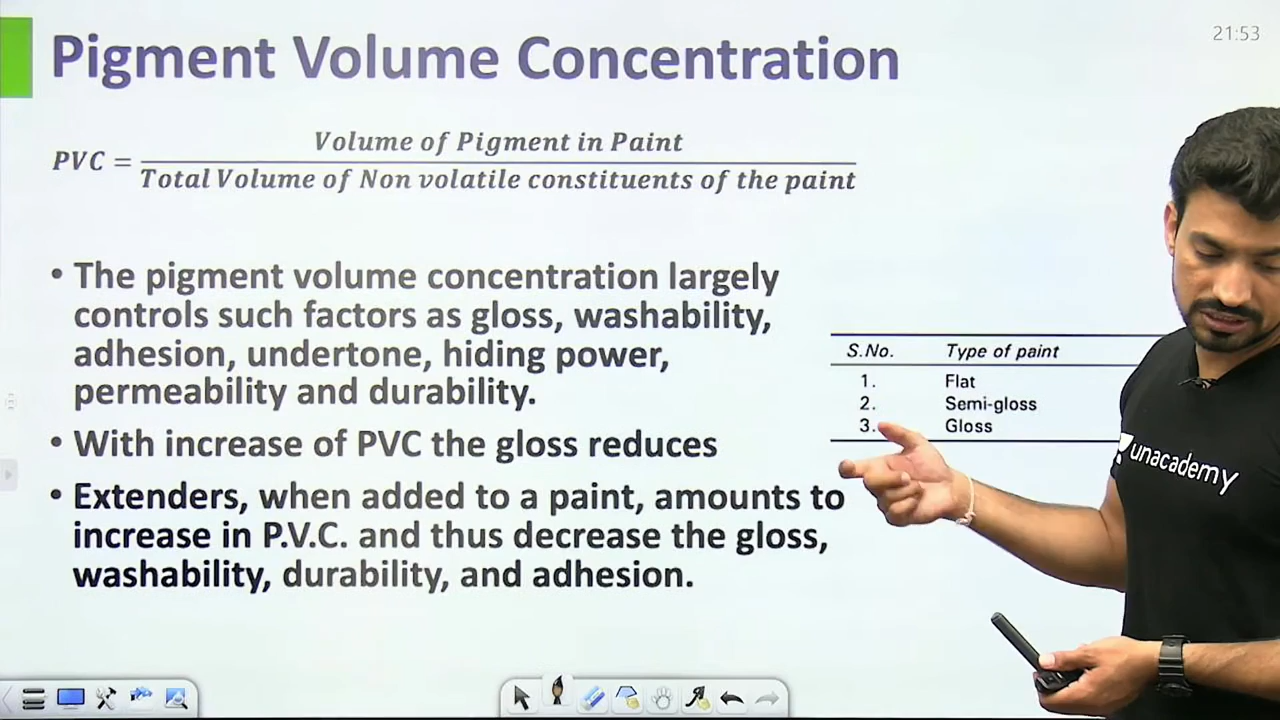 Pigment Volume Concentration
21:53
PVC = Volume of Pigment in Paint
Total Volume of Non volatile constituents of the paint
• The pigment volume concentration largely
controls such factors as gloss, washability,
adhesion, undertone, hiding power,
permeability and durability.
• With increase of PVC the gloss reduces
• Extenders, when added to a paint, amounts to
increase in P.V.C. and thus decrease the gloss,
washability, durability, and adhesion.
S.No. Type of paint
1. Flat
2. Semi-gloss
3. Gloss
unacademy